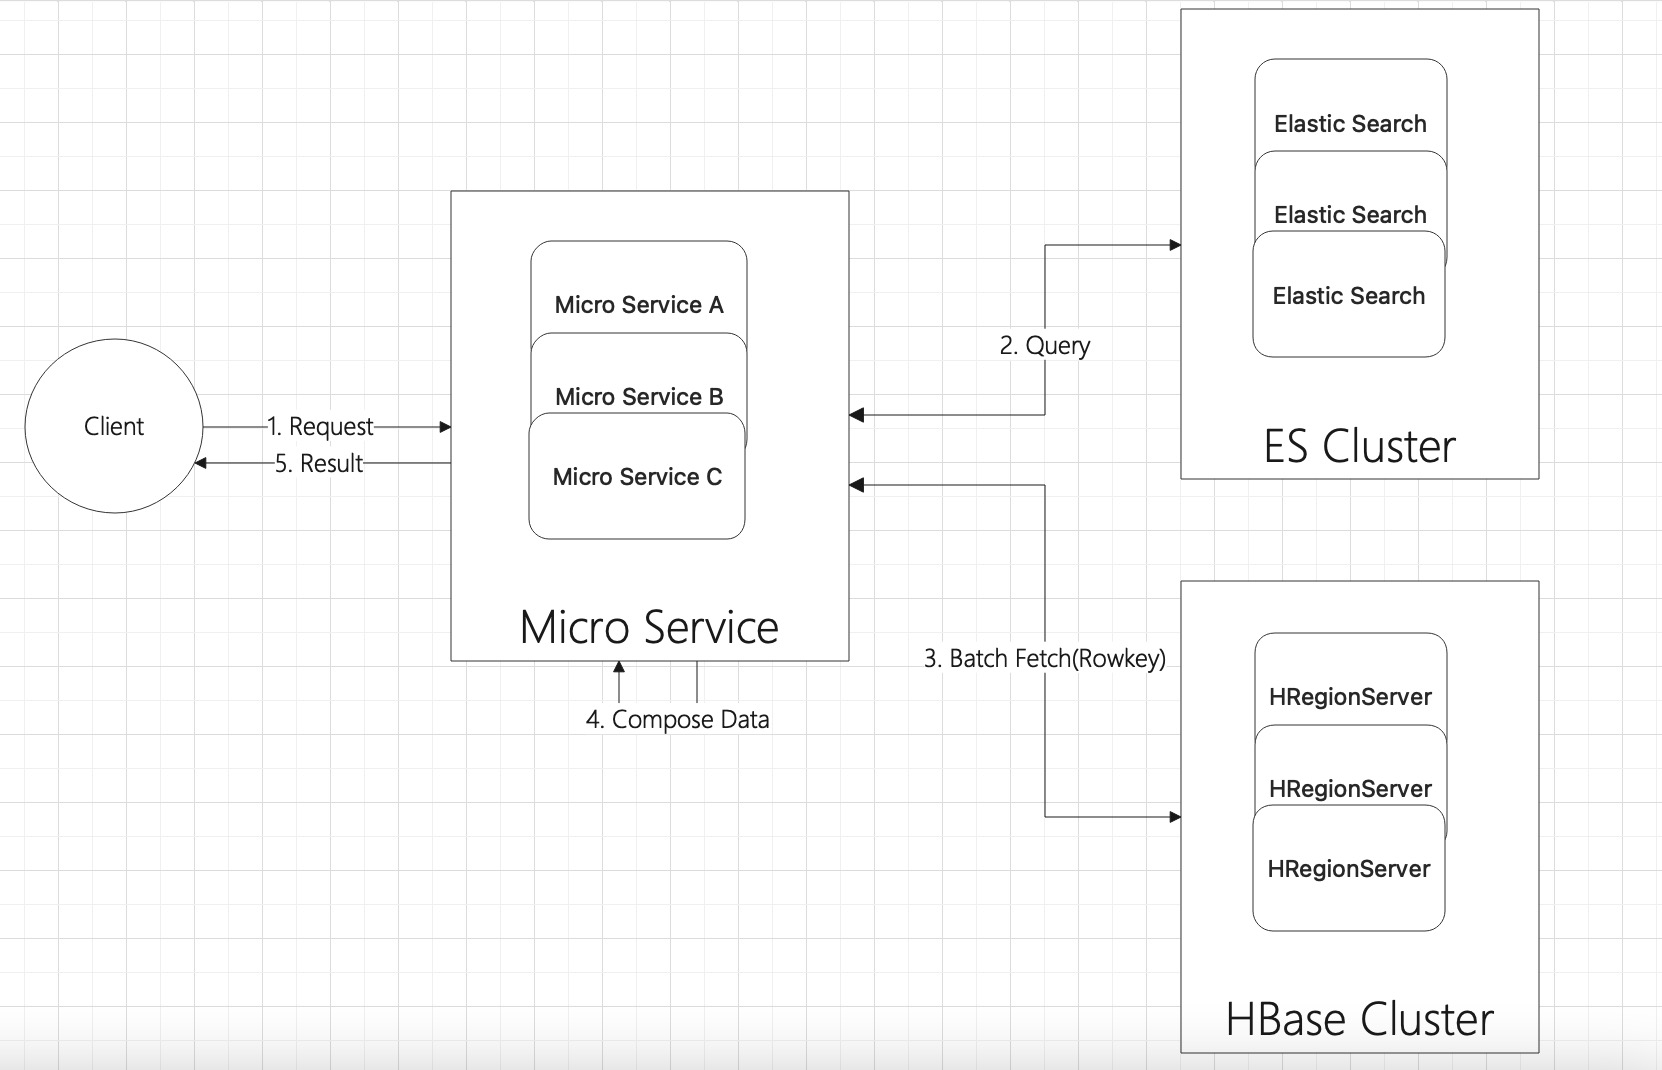 Client
1. Request
5. Result
Micro Service A
Micro Service B
Micro Service C
Micro Service
4. Compose Data
2. Query
3. Batch Fetch(Rowkey)
Elastic Search
Elastic Search
Elastic Search
ES Cluster
HRegionServer
HRegionServer
HRegionServer
HBase Cluster